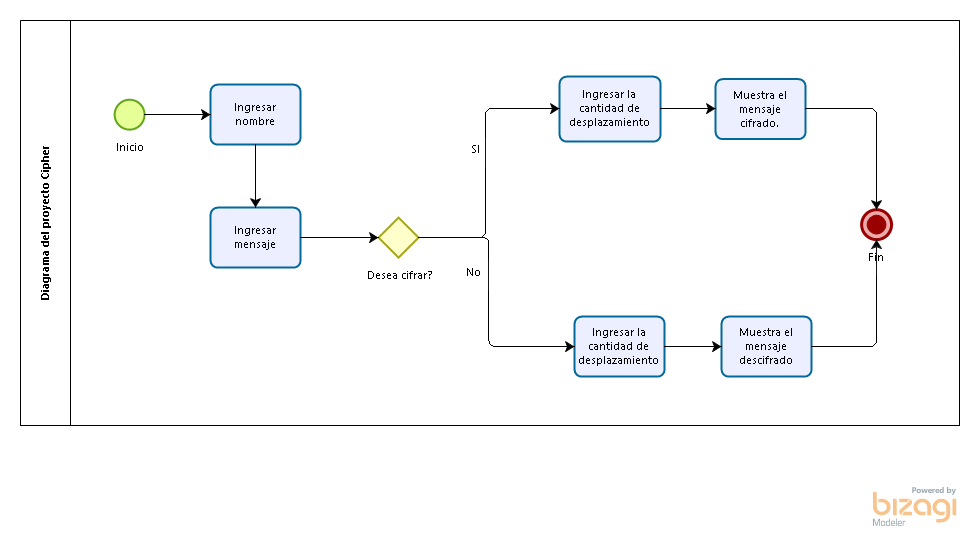 Diagrama del proyecto Cipher
Inicio
Ingresar
nombre
Ingresar
mensaje
Desea cifrar?
SI
Ingresar la
cantidad de
desplazamiento
Muestra el
mensaje
cifrado.
No
Ingresar la
cantidad de
desplazamiento
Muestra el
mensaje
descifrado
Fin
Powered by
bizagi
Modeler